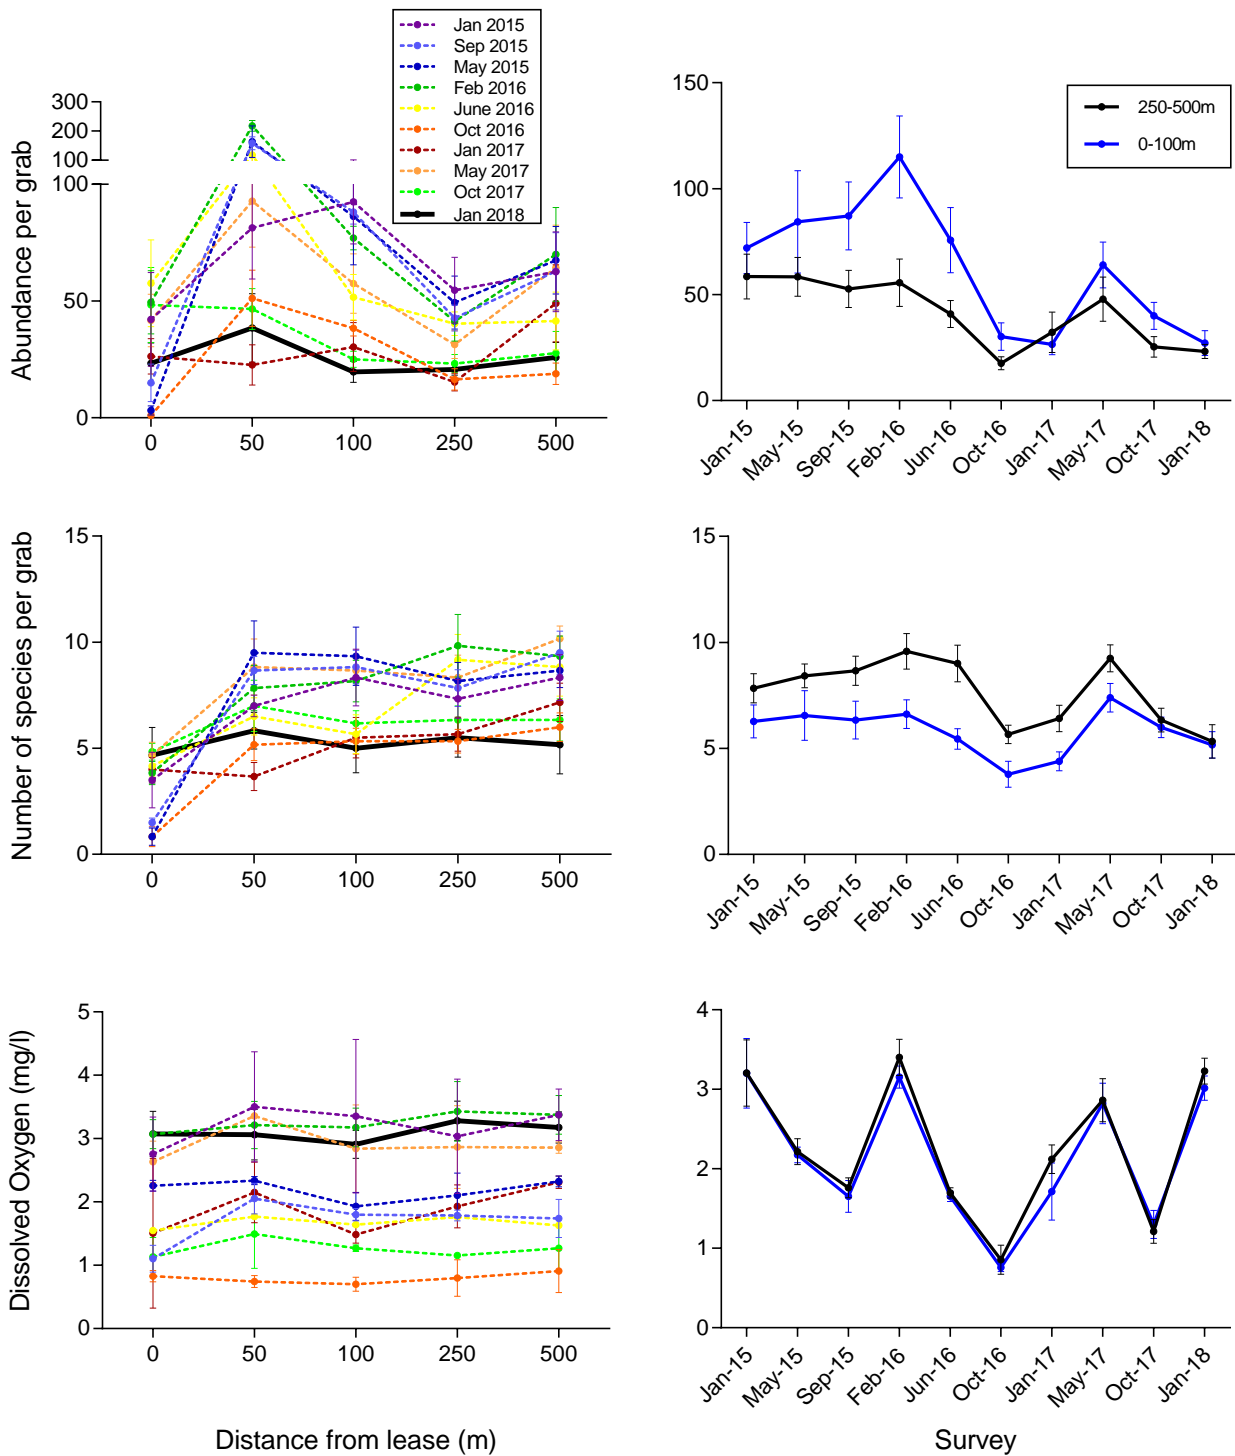 Jan 2015
Sep 2015
May 2015
Feb 2016
June 2016
Oct 2016
Jan 2017
May 2017
Oct 2017
Jan 2018
Abundance per grab
300
200
100
100
50
0
0 50 100 250 500
150
100
50
0
250-500m
0-100m
Jan-15 May-15 Sep-15 Feb-16 Jun-16 Oct-16 Jan-17 May-17 Oct-17 Jan-18
Number of species per grab
15
10
5
0
0 50 100 250 500
15
10
5
0
Jan-15 May-15 Sep-15 Feb-16 Jun-16 Oct-16 Jan-17 May-17 Oct-17 Jan-18
Dissolved Oxygen (mg/l)
5
4
3
2
1
0
0 50 100 250 500
4
3
2
1
0
Jan-15 May-15 Sep-15 Feb-16 Jun-16 Oct-16 Jan-17 May-17 Oct-17 Jan-18
Distance from lease (m)
Survey